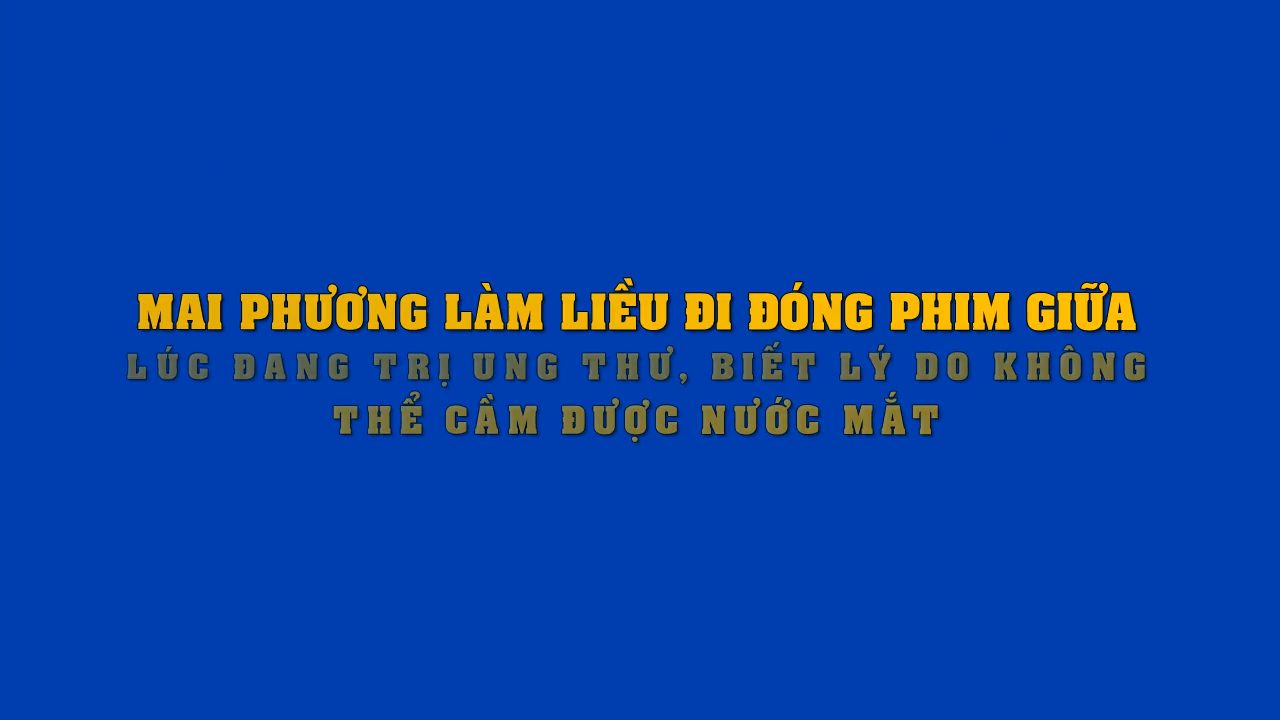 MAI PHƯƠNG LÀM LIỀU ĐI ĐÓNG PHIM GIỮA
LÚC ĐANG TRỊ UNG THƯ, BIẾT LÝ DO KHÔNG
THỂ CẦM ĐƯỢC NƯỚC MẮT